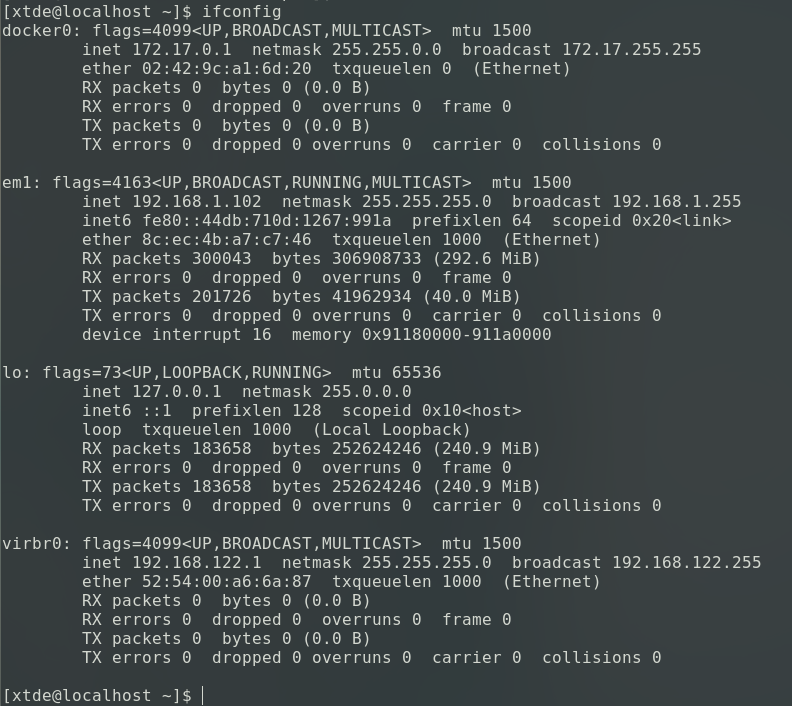 [xtde@localhost ~]$ ifconfig
docker0: flags=4099<UP,BROADCAST,MULTICAST>  mtu 1500
        inet 172.17.0.1  netmask 255.255.0.0  broadcast 172.17.255.255
        ether 02:42:9c:a1:6d:20  txqueuelen 0  (Ethernet)
        RX packets 0  bytes 0 (0.0 B)
        RX errors 0  dropped 0  overruns 0  frame 0
        TX packets 0  bytes 0 (0.0 B)
        TX errors 0  dropped 0 overruns 0  carrier 0  collisions 0

em1: flags=4163<UP,BROADCAST,RUNNING,MULTICAST>  mtu 1500
        inet 192.168.1.102  netmask 255.255.255.0  broadcast 192.168.1.255
        inet6 fe80::44db:710d:1267:991a  prefixlen 64  scopeid 0x20<link>
        ether 8c:ec:4b:a7:c7:46  txqueuelen 1000  (Ethernet)
        RX packets 300043  bytes 306908733 (292.6 MiB)
        RX errors 0  dropped 0  overruns 0  frame 0
        TX packets 201726  bytes 41962934 (40.0 MiB)
        TX errors 0  dropped 0 overruns 0  carrier 0  collisions 0
        device interrupt 16  memory 0x91180000-911a0000

lo: flags=73<UP,LOOPBACK,RUNNING>  mtu 65536
        inet 127.0.0.1  netmask 255.0.0.0
        inet6 ::1  prefixlen 128  scopeid 0x10<host>
        loop  txqueuelen 1000  (Local Loopback)
        RX packets 183658  bytes 252624246 (240.9 MiB)
        RX errors 0  dropped 0  overruns 0  frame 0
        TX packets 183658  bytes 252624246 (240.9 MiB)
        TX errors 0  dropped 0 overruns 0  carrier 0  collisions 0

virbr0: flags=4099<UP,BROADCAST,MULTICAST>  mtu 1500
        inet 192.168.122.1  netmask 255.255.255.0  broadcast 192.168.122.255
        ether 52:54:00:a6:6a:87  txqueuelen 1000  (Ethernet)
        RX packets 0  bytes 0 (0.0 B)
        RX errors 0  dropped 0  overruns 0  frame 0
        TX packets 0  bytes 0 (0.0 B)
        TX errors 0  dropped 0 overruns 0  carrier 0  collisions 0

[xtde@localhost ~]$